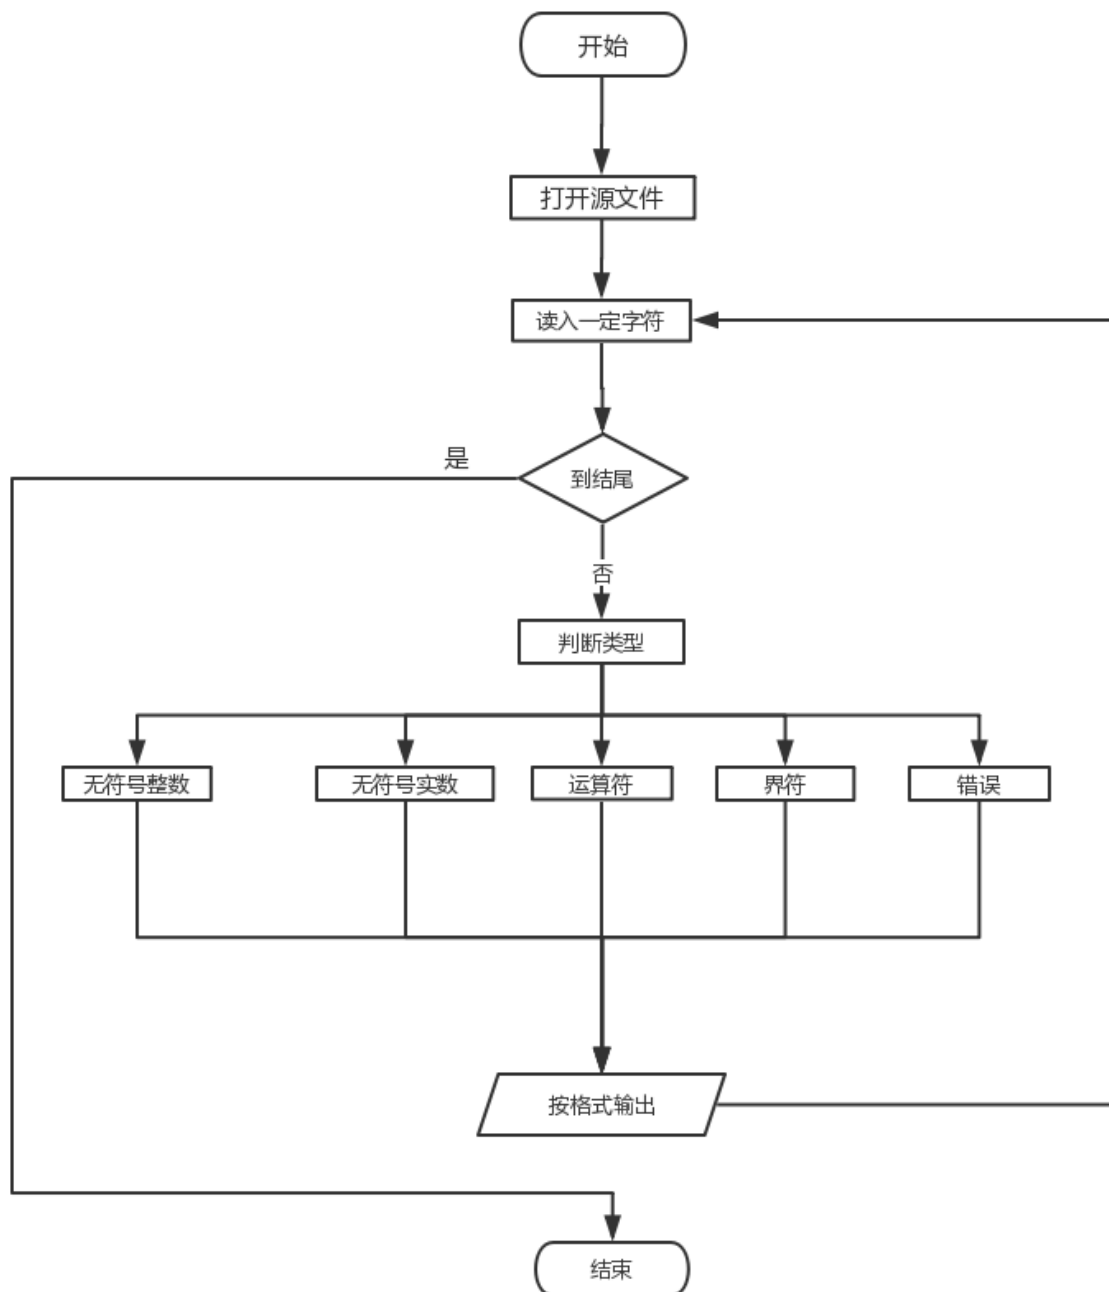 开始
打开源文件
读入一定字符
是
到结尾
否
判断类型
无符号整数
无符号实数
运算符
界符
错误
按格式输出
结束